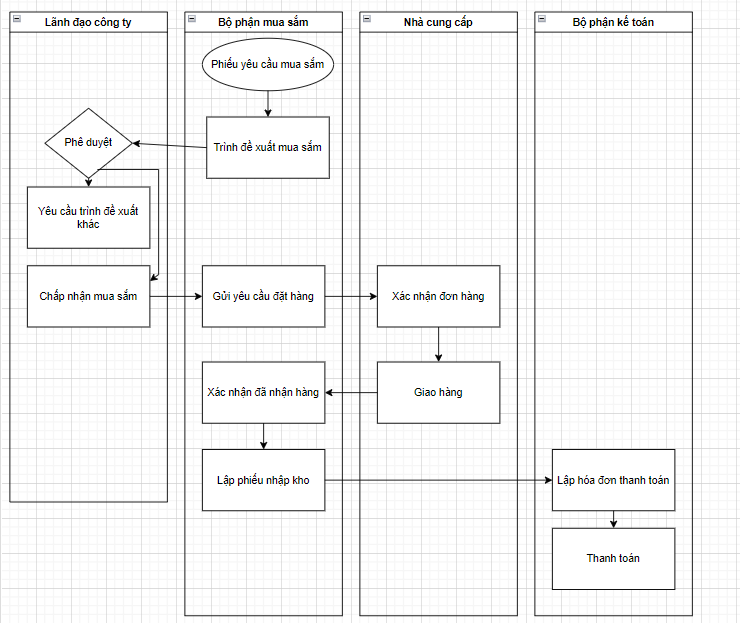 Lãnh đạo công ty
Bộ phận mua sắm
Nhà cung cấp
Bộ phận kế toán
Phiếu yêu cầu mua sắm
Phê duyệt
Trình đề xuất mua sắm
Yêu cầu trình đề xuất
khác
Chấp nhận mua sắm
Gửi yêu cầu đặt hàng
Xác nhận đơn hàng
Xác nhận đã nhận hàng
Giao hàng
Lập phiếu nhập kho
Lập hóa đơn thanh toán
Thanh toán